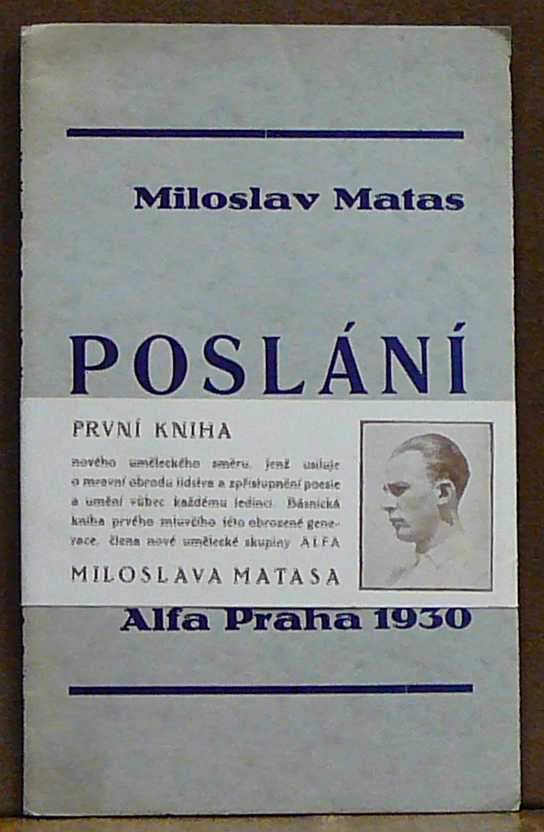 Miloslav Matas
POSLÁNÍ
PRVNÍ KNIHA
nového uměleckého směru, jenž usiluje
o mravní obrodu lidstva a zpřístupnění poesie
a umění vůbec každému jedinci. Básnická
kniha prvého mluvčího této obrozené gene-
race, člena nové umělecké skupiny ALFA
MILOSLAVA MATASA
Alfa Praha 1930